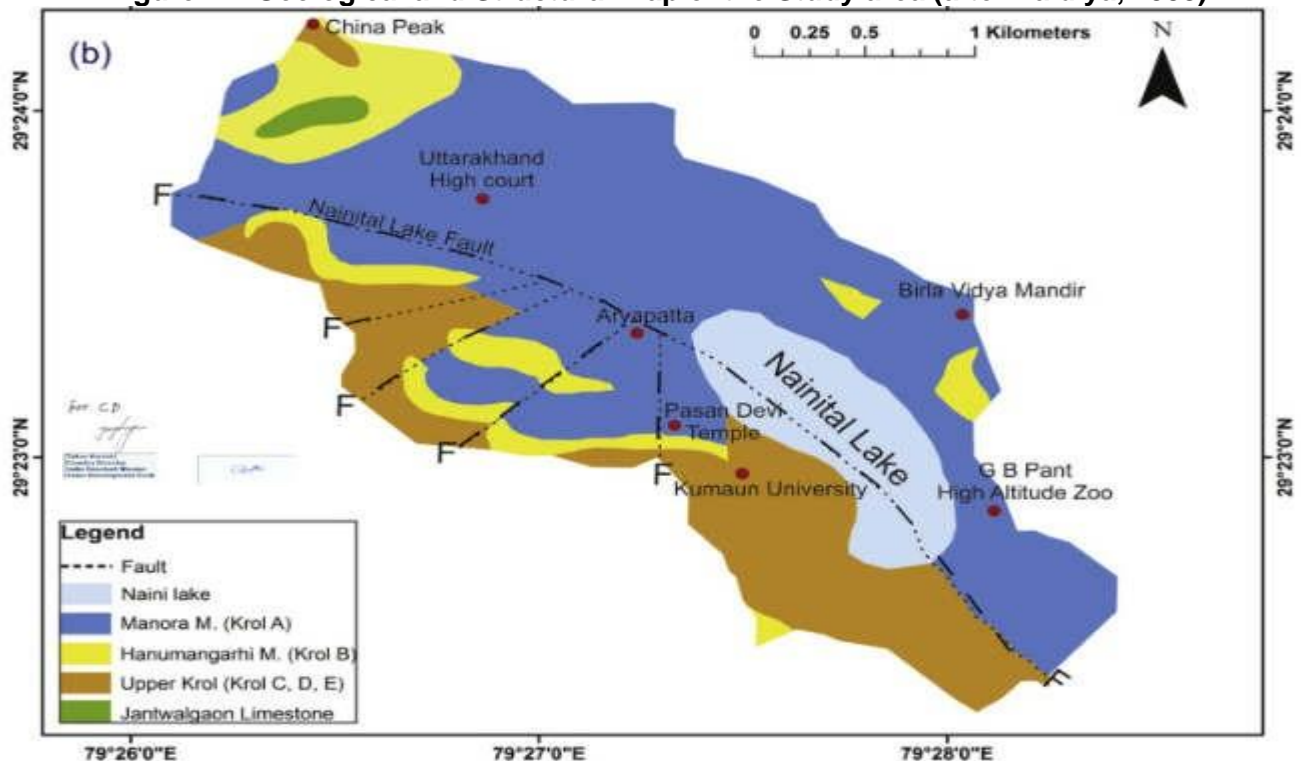 (b)
China Peak
0 0.25 0.5 1 Kilometers
N
29°24'0"N
29°24'0"N
Uttarakhand
High court
F
Nainital Lake Fault
Birla Vidya Mandir
Aryapatta
F
Nainital Lake
F
Pasan Devi
Temple
F
F
Kumaun University
G B Pant
High Altitude Zoo
29°23'0"N
29°23'0"N
F
Legend
Fault
Naini lake
Manora M. (Krol A)
Hanumangarhi M. (Krol B)
Upper Krol (Krol C, D, E)
Jantwalgaon Limestone
79°26'0"E
79°27'0"E
79°28'0"E